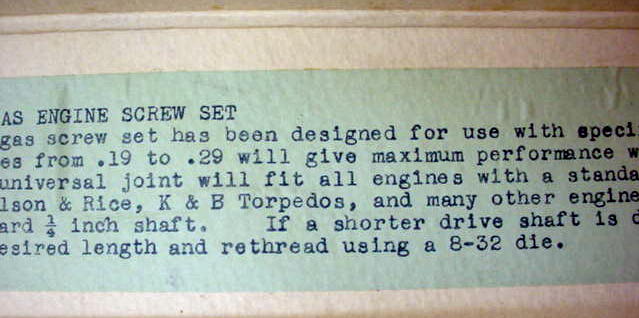 AS ENGINE SCREW SET
gas screw set has been designed for use with speci
es from .19 to .29 will give maximum performance w
universal joint will fit all engines with a standa
lson & Rice, K & B Torpedos, and many other engine
ard ¼ inch shaft. If a shorter drive shaft is d
esired length and rethread using a 8-32 die.